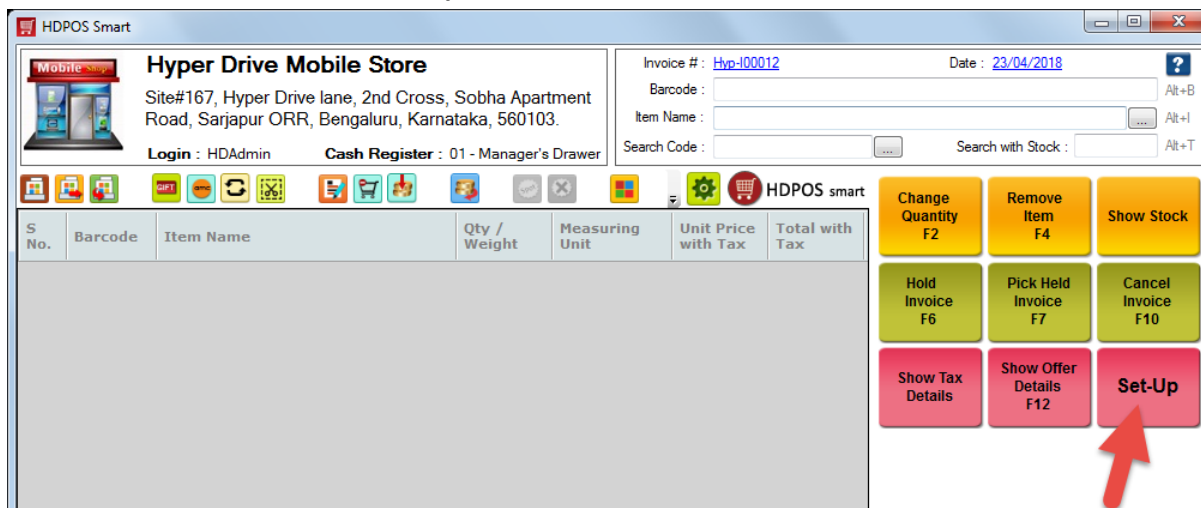 HDPOS Smart
Mobile Shop
Hyper Drive Mobile Store
Site#167, Hyper Drive lane, 2nd Cross, Sobha Apartment
Road, Sarjapur ORR, Bengaluru, Karnataka, 560103.
Login : HDAdmin Cash Register : 01 - Manager's Drawer
Invoice # : Hyp-I00012 Date : 23/04/2018 ?
Barcode : Alt+B
Item Name : ... Alt+I
Search Code : ... Search with Stock : Alt+T
GIFT amc HDPOS smart
S No. Barcode Item Name Qty / Weight Measuring Unit Unit Price with Tax Total with Tax
Change
Quantity
F2
Remove
Item
F4
Show Stock
Hold
Invoice
F6
Pick Held
Invoice
F7
Cancel
Invoice
F10
Show Tax
Details
Show Offer
Details
F12
Set-Up